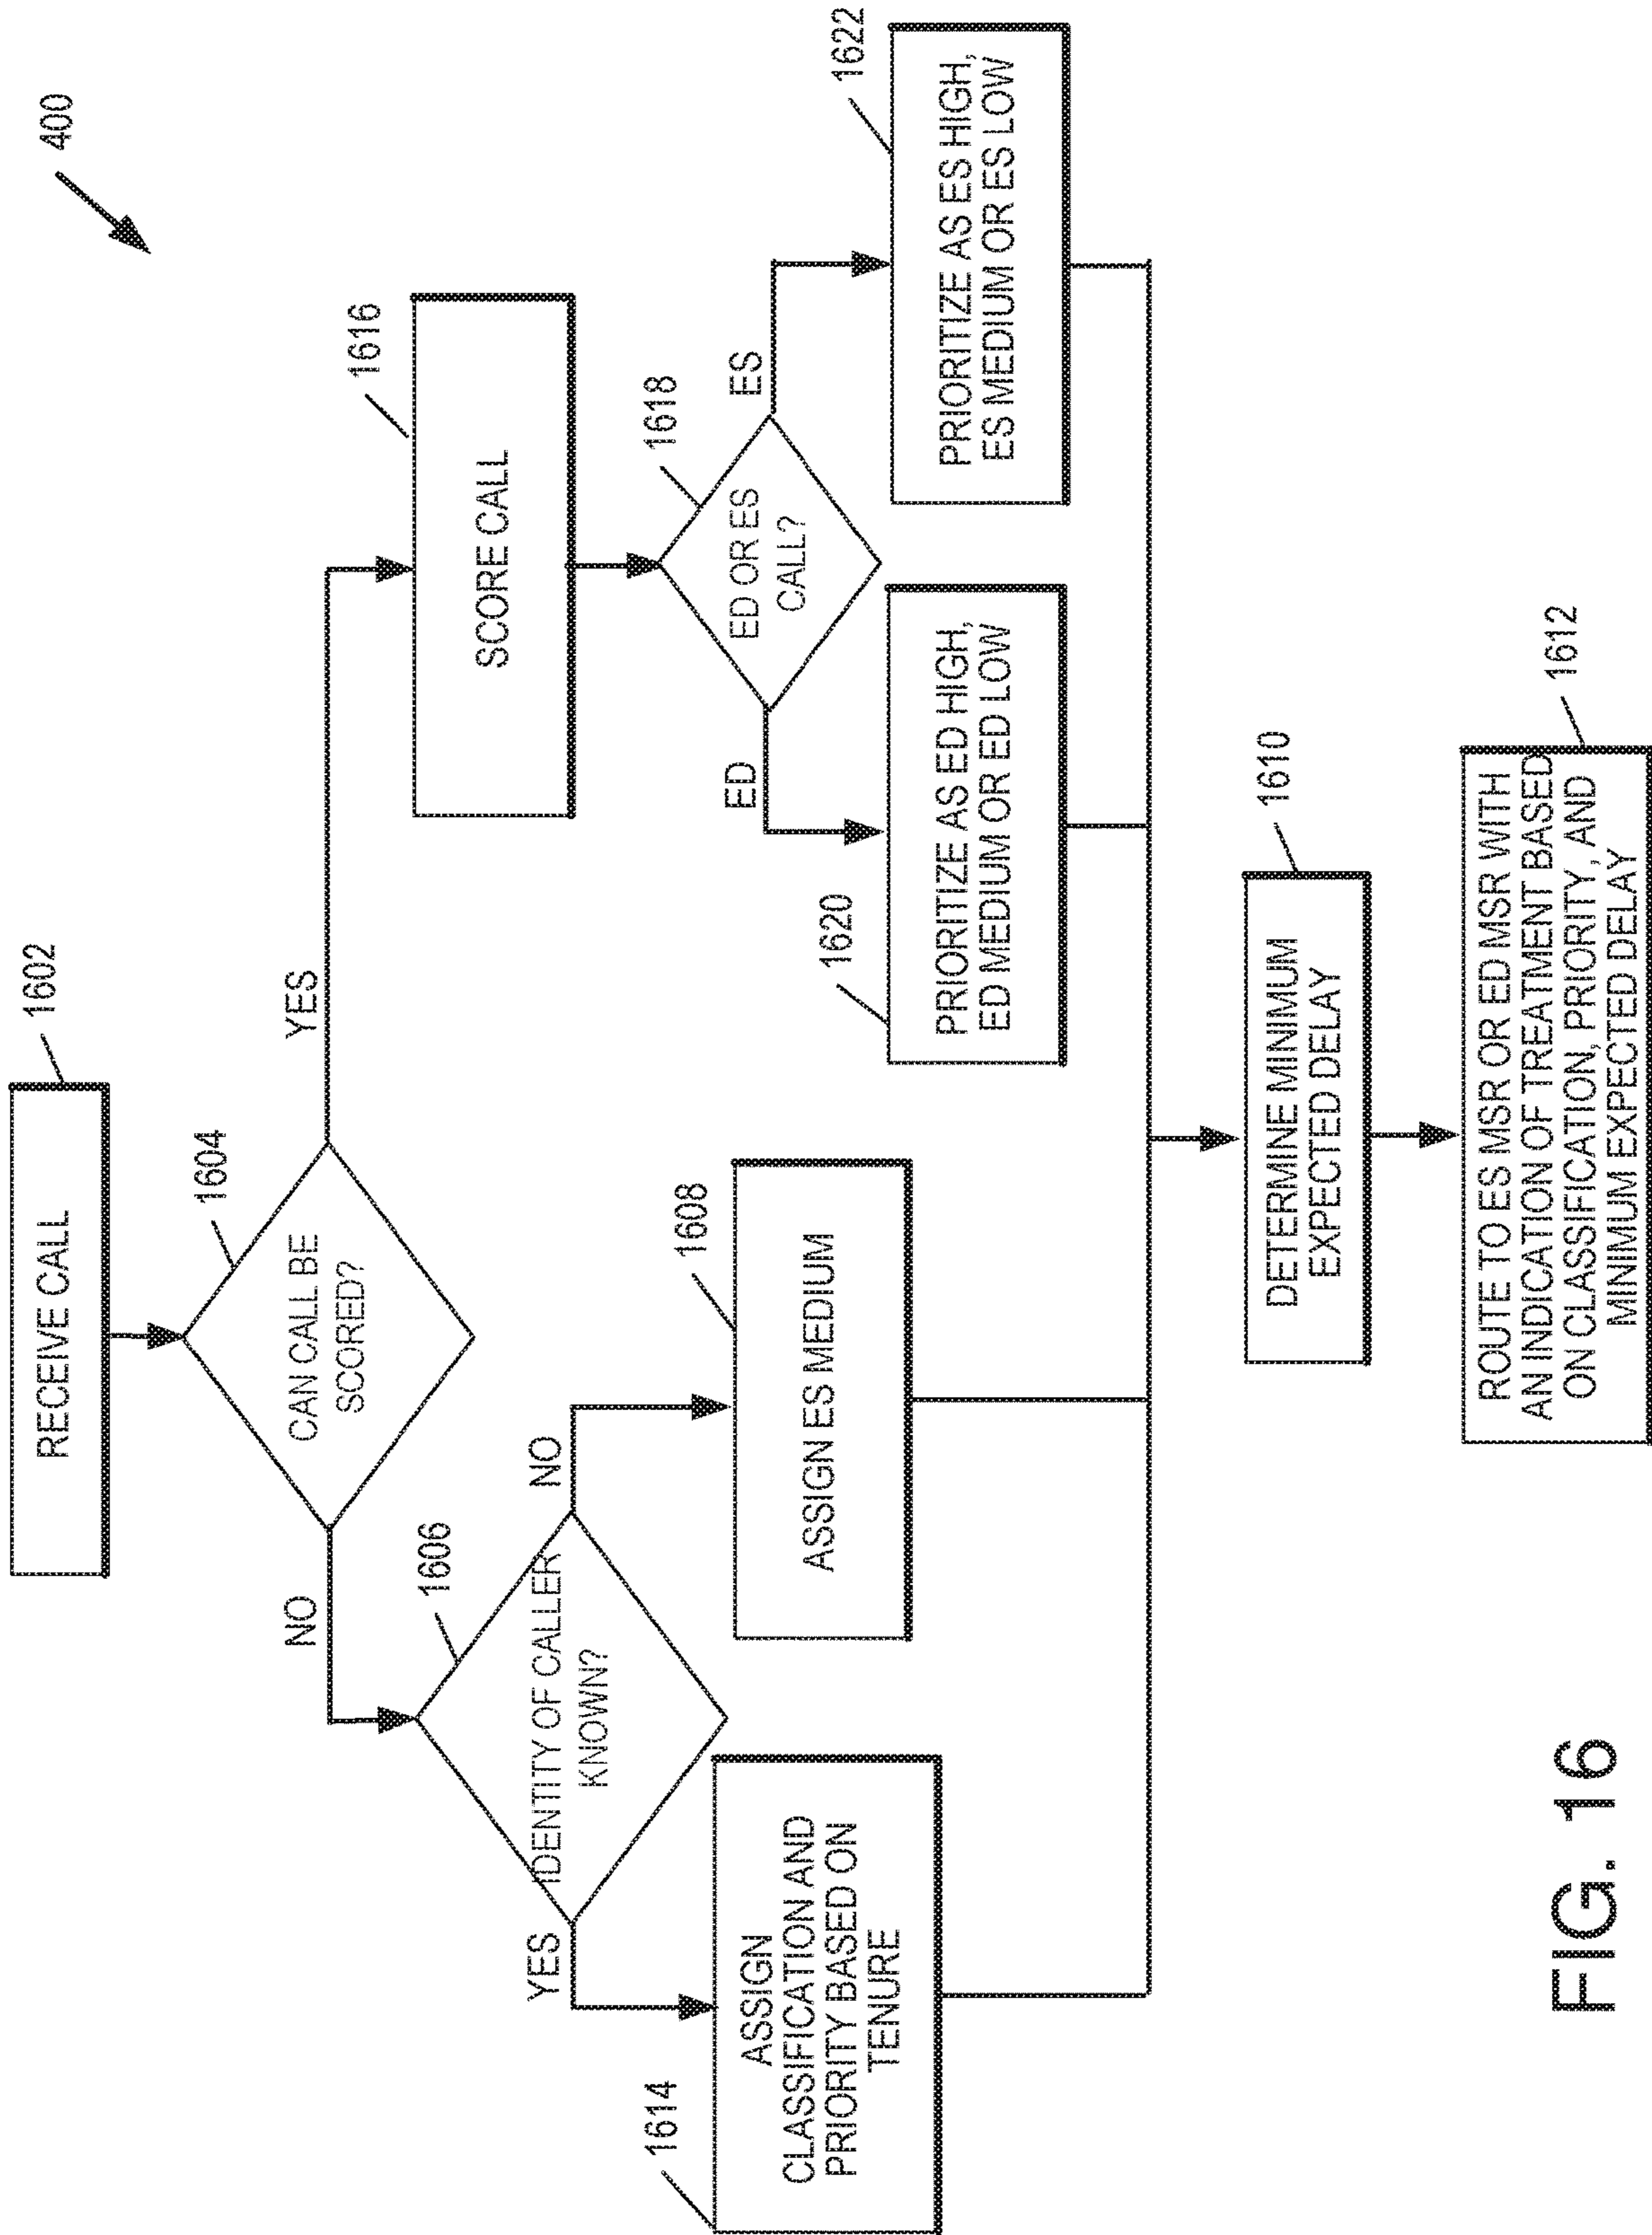 400
RECEIVE CALL
1602
CAN CALL BE
SCORED?
1604
NO
YES
IDENTITY OF CALLER
KNOWN?
1606
SCORE CALL
1616
YES
NO
ED OR ES
CALL?
1618
ED
ES
1614
ASSIGN
CLASSIFICATION AND
PRIORITY BASED ON
TENURE
ASSIGN ES MEDIUM
1608
1620
PRIORITIZE AS ED HIGH,
ED MEDIUM OR ED LOW
PRIORITIZE AS ES HIGH,
ES MEDIUM OR ES LOW
1622
DETERMINE MINIMUM
EXPECTED DELAY
1610
ROUTE TO ES MSR OR ED MSR WITH
AN INDICATION OF TREATMENT BASED
ON CLASSIFICATION, PRIORITY, AND
MINIMUM EXPECTED DELAY
1612
FIG. 16